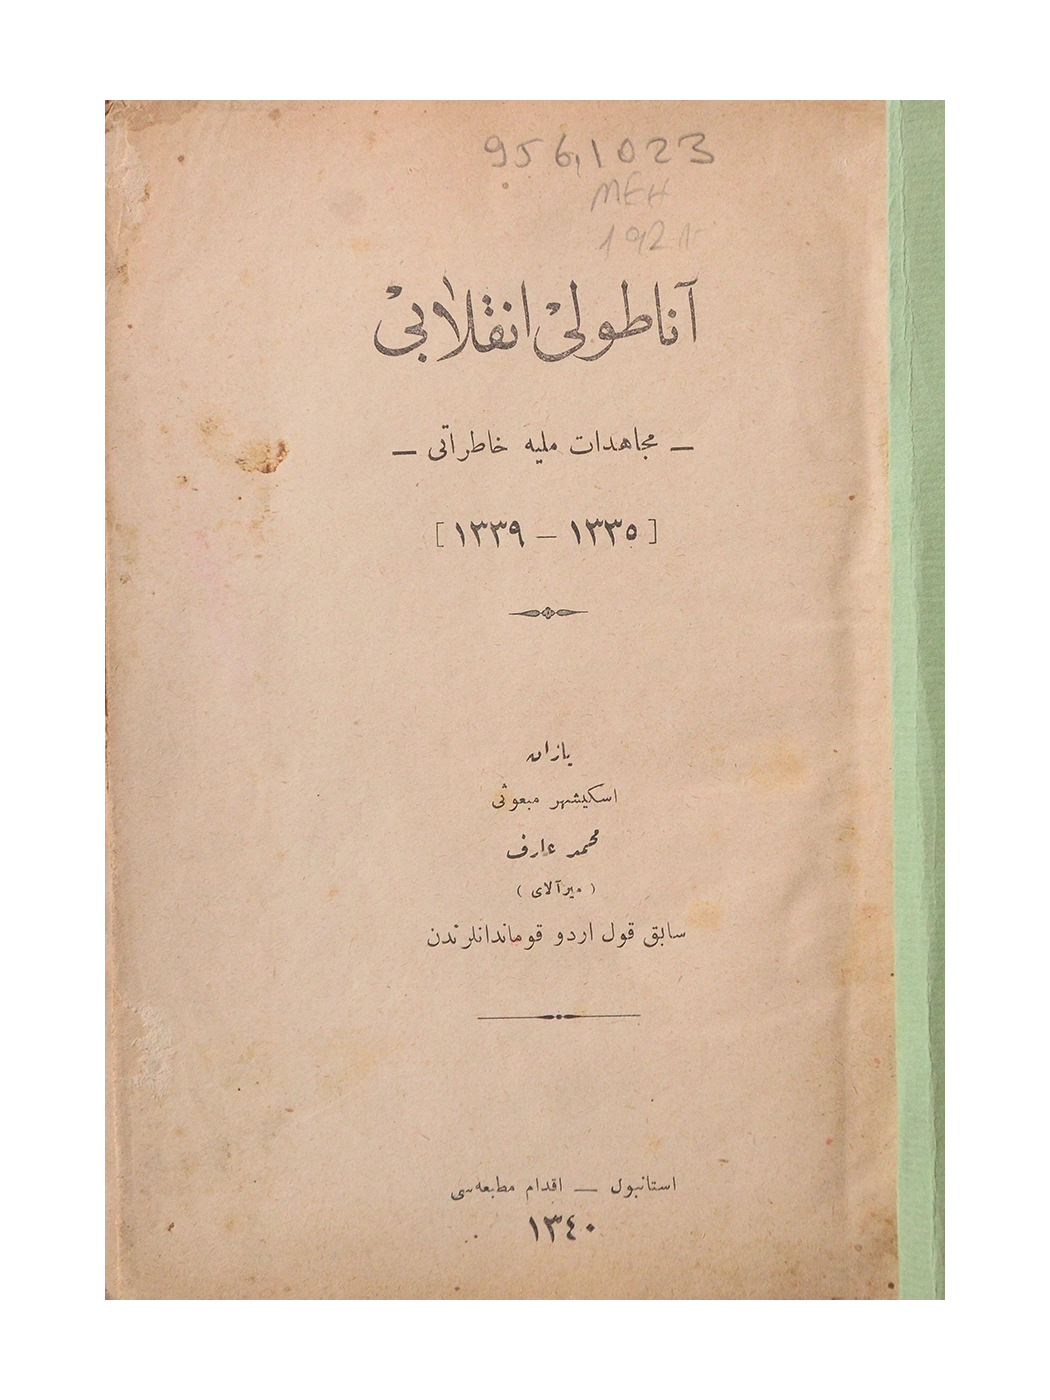 956,1023
MEH
آناطولی انقلابی
— مجاهدات ملیه خاطراتی —
[ ١٣٣٥ — ١٣٣٩ ]
یازان
اسکیشهر مبعوثی
محمد عارف
( میرآلای )
سابق قول اردو قوماندانلرندن
استانبول — اقدام مطبعه‌سی
١٣٤٠